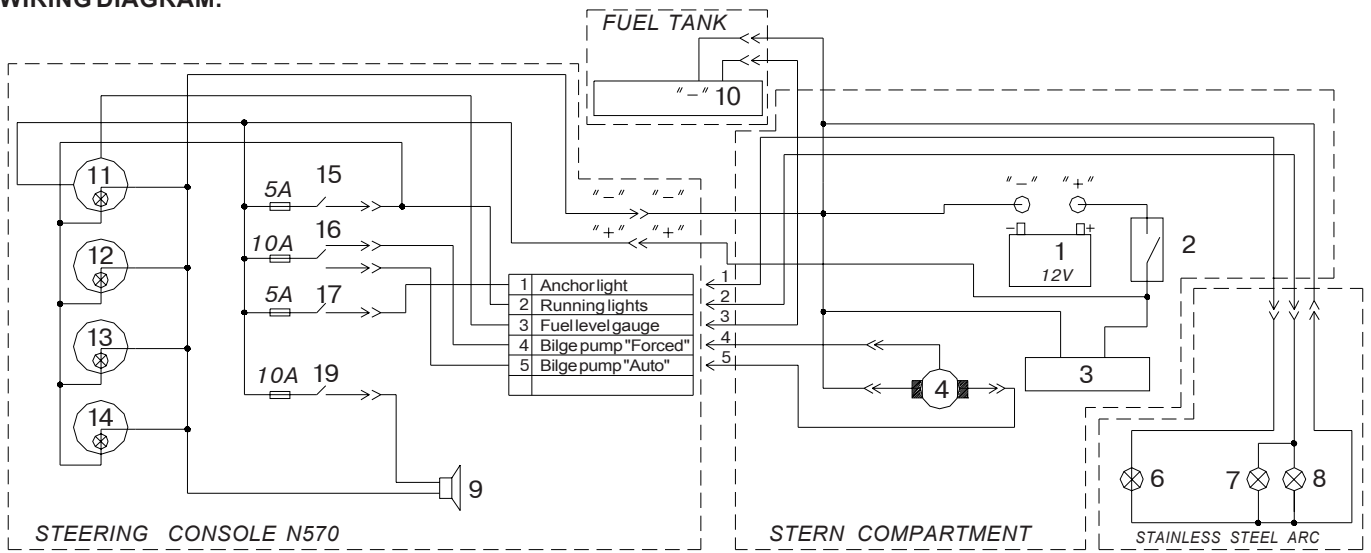 WIRING DIAGRAM:
FUEL TANK
"–" 10
11
12
13
14
5A 15
10A 16
5A 17
10A 19
9
"–" "–"
"+" "+"
1 Anchor light
2 Running lights
3 Fuel level gauge
4 Bilge pump "Forced"
5 Bilge pump "Auto"
1
2
3
4
5
"–" "+"
– +
1
12V
2
3
4
6
7
8
STEERING CONSOLE N570
STERN COMPARTMENT
STAINLESS STEEL ARC